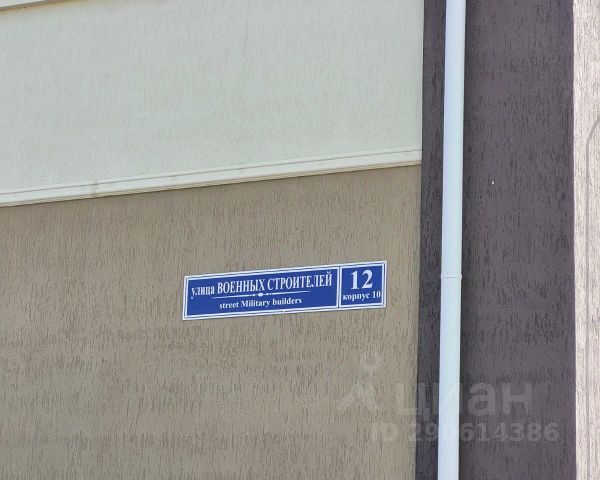 улица ВОЕННЫХ СТРОИТЕЛЕЙ
street Military builders
12
корпус 10
циан
ID 290614386